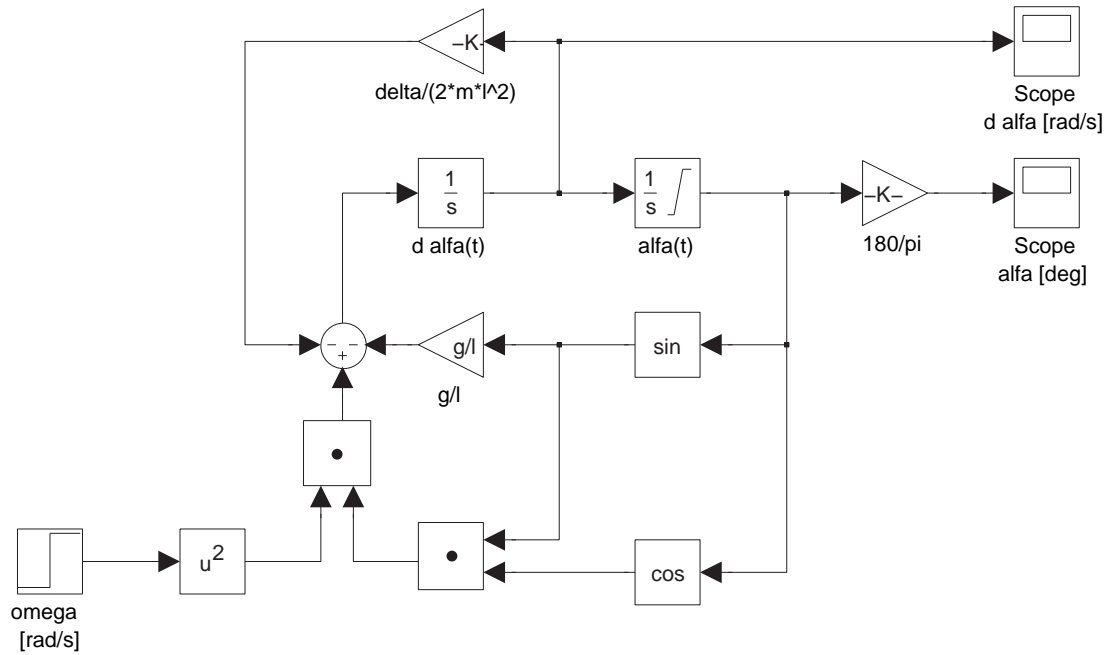 –K–
delta/(2*m*l^2)
Scope
d alfa [rad/s]
1
s
d alfa(t)
1
s
alfa(t)
–K–
180/pi
Scope
alfa [deg]
– –
+
g/l
g/l
sin
omega
[rad/s]
u2
cos